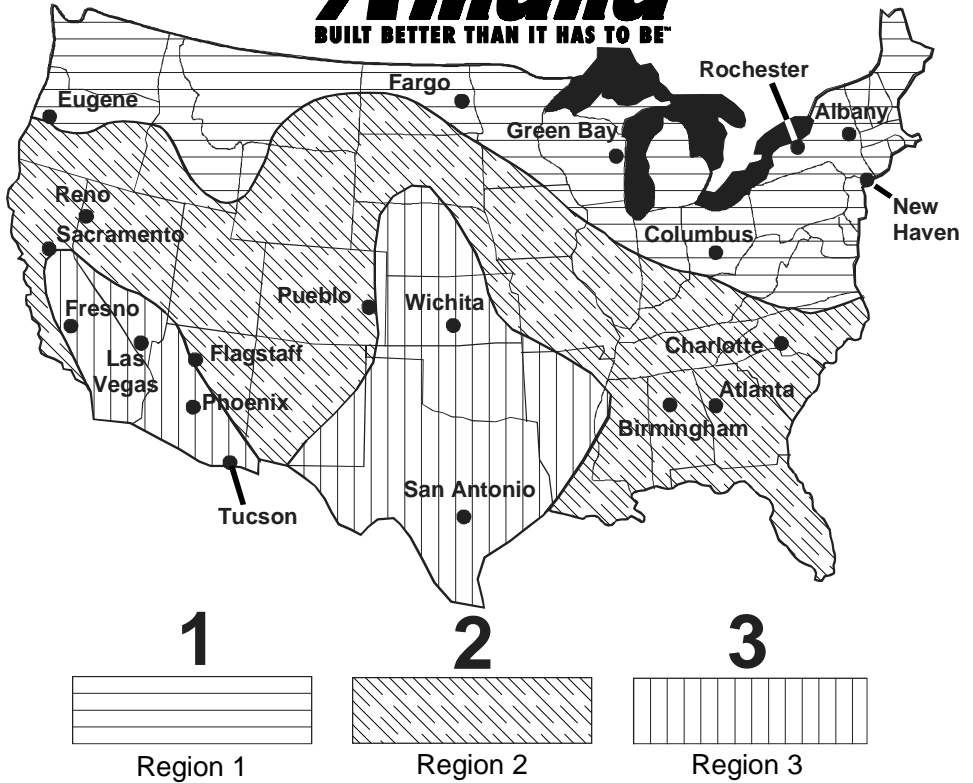 Amana
BUILT BETTER THAN IT HAS TO BE™
Rochester
Fargo
Eugene
Albany
Green Bay
Reno
New
Haven
Sacramento
Columbus
Pueblo
Wichita
Fresno
Charlotte
Las
Vegas
Flagstaff
Atlanta
Phoenix
Birmingham
San Antonio
Tucson
1
2
3
Region 1
Region 2
Region 3